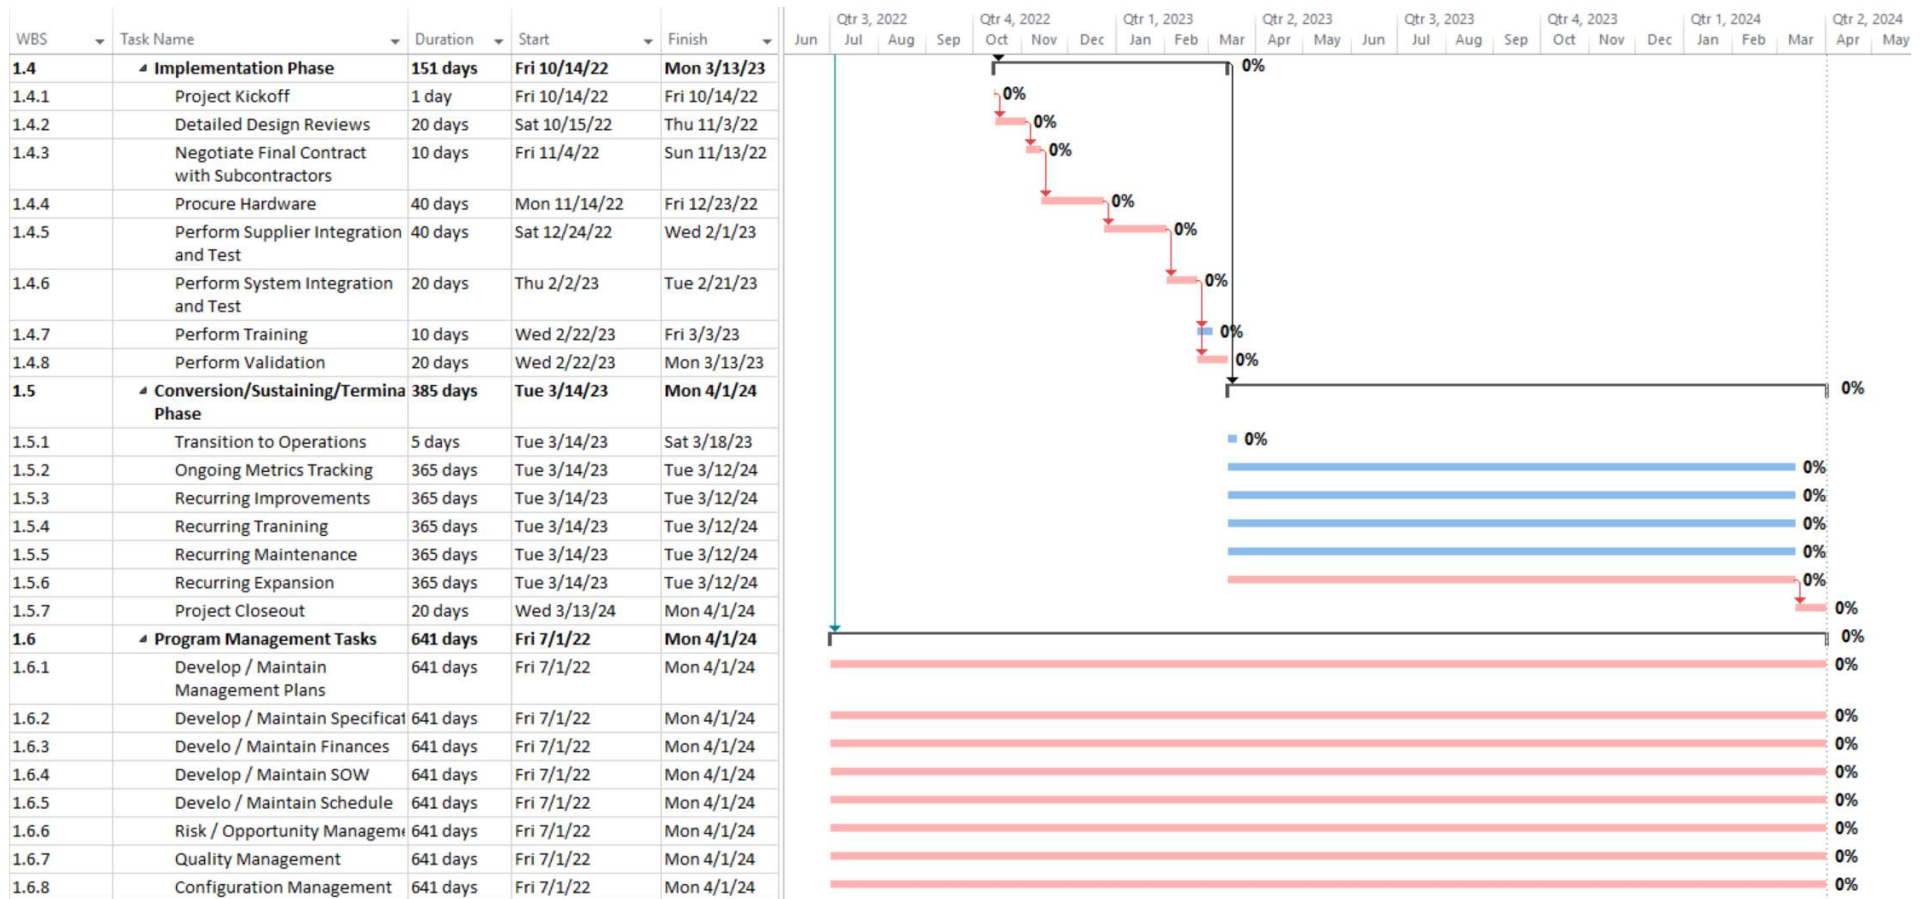 Qtr 3, 2022 Qtr 4, 2022 Qtr 1, 2023 Qtr 2, 2023 Qtr 3, 2023 Qtr 4, 2023 Qtr 1, 2024 Qtr 2, 2024
WBS Task Name Duration Start Finish Jun Jul Aug Sep Oct Nov Dec Jan Feb Mar Apr May Jun Jul Aug Sep Oct Nov Dec Jan Feb Mar Apr May
1.4 Implementation Phase 151 days Fri 10/14/22 Mon 3/13/23 0%
1.4.1 Project Kickoff 1 day Fri 10/14/22 Fri 10/14/22 0%
1.4.2 Detailed Design Reviews 20 days Sat 10/15/22 Thu 11/3/22 0%
1.4.3 Negotiate Final Contract 10 days Fri 11/4/22 Sun 11/13/22 0%
with Subcontractors
1.4.4 Procure Hardware 40 days Mon 11/14/22 Fri 12/23/22 0%
1.4.5 Perform Supplier Integration 40 days Sat 12/24/22 Wed 2/1/23 0%
and Test
1.4.6 Perform System Integration 20 days Thu 2/2/23 Tue 2/21/23 0%
and Test
1.4.7 Perform Training 10 days Wed 2/22/23 Fri 3/3/23 0%
1.4.8 Perform Validation 20 days Wed 2/22/23 Mon 3/13/23 0%
1.5 Conversion/Sustaining/Termina 385 days Tue 3/14/23 Mon 4/1/24 0%
Phase
1.5.1 Transition to Operations 5 days Tue 3/14/23 Sat 3/18/23 0%
1.5.2 Ongoing Metrics Tracking 365 days Tue 3/14/23 Tue 3/12/24 0%
1.5.3 Recurring Improvements 365 days Tue 3/14/23 Tue 3/12/24 0%
1.5.4 Recurring Tranining 365 days Tue 3/14/23 Tue 3/12/24 0%
1.5.5 Recurring Maintenance 365 days Tue 3/14/23 Tue 3/12/24 0%
1.5.6 Recurring Expansion 365 days Tue 3/14/23 Tue 3/12/24 0%
1.5.7 Project Closeout 20 days Wed 3/13/24 Mon 4/1/24 0%
1.6 Program Management Tasks 641 days Fri 7/1/22 Mon 4/1/24 0%
1.6.1 Develop / Maintain 641 days Fri 7/1/22 Mon 4/1/24 0%
Management Plans
1.6.2 Develop / Maintain Specificat 641 days Fri 7/1/22 Mon 4/1/24 0%
1.6.3 Develo / Maintain Finances 641 days Fri 7/1/22 Mon 4/1/24 0%
1.6.4 Develop / Maintain SOW 641 days Fri 7/1/22 Mon 4/1/24 0%
1.6.5 Develo / Maintain Schedule 641 days Fri 7/1/22 Mon 4/1/24 0%
1.6.6 Risk / Opportunity Manageme 641 days Fri 7/1/22 Mon 4/1/24 0%
1.6.7 Quality Management 641 days Fri 7/1/22 Mon 4/1/24 0%
1.6.8 Configuration Management 641 days Fri 7/1/22 Mon 4/1/24 0%